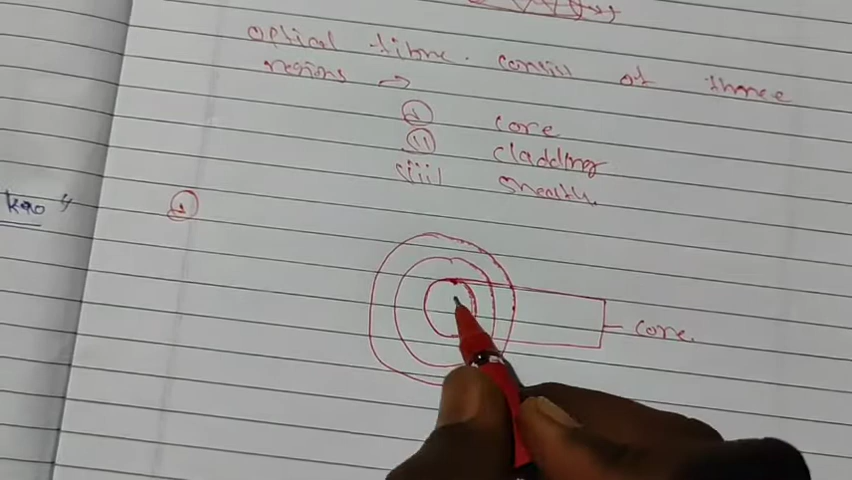 optical fibre. consist of three
regions →
(i) core
(ii) cladding
(iii) sheath.
(i)
core.